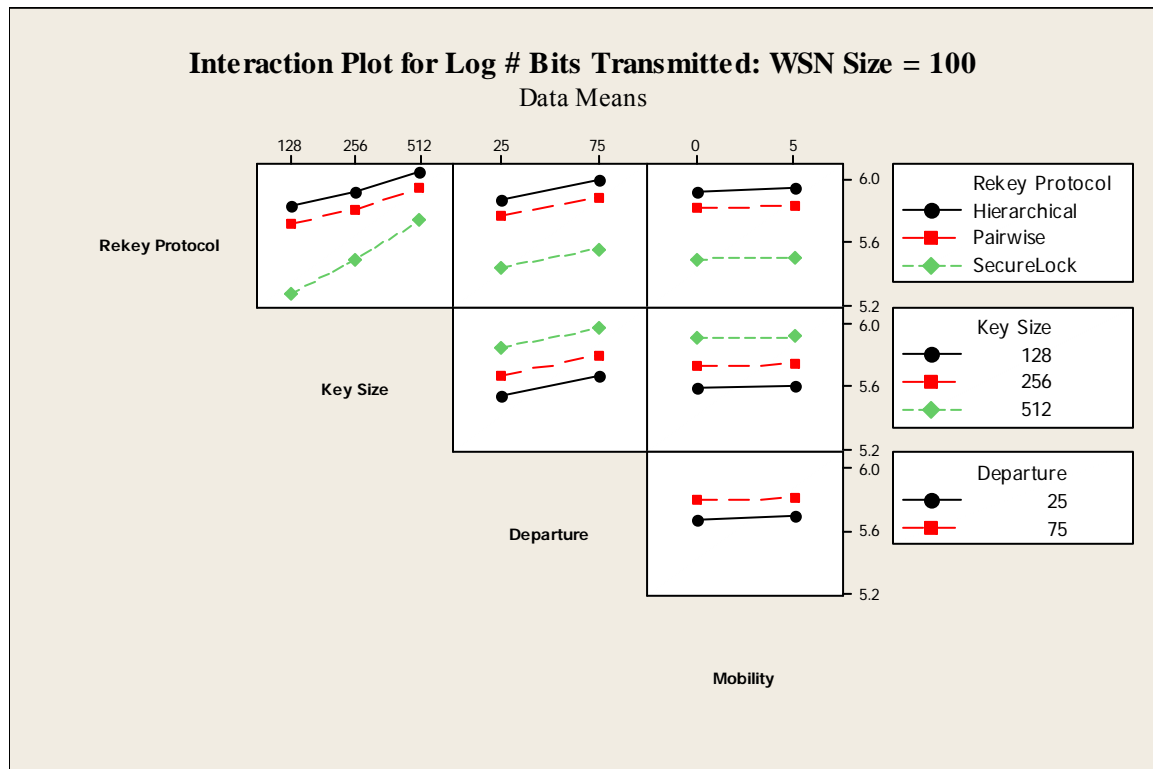 Interaction Plot for Log # Bits Transmitted: WSN Size = 100
Data Means
128 256 512 25 75 0 5
Rekey Protocol
6.0
5.6
5.2
Rekey Protocol
Hierarchical
Pairwise
SecureLock
Key Size
6.0
5.6
5.2
Key Size
128
256
512
Departure
6.0
5.6
5.2
Departure
25
75
Mobility